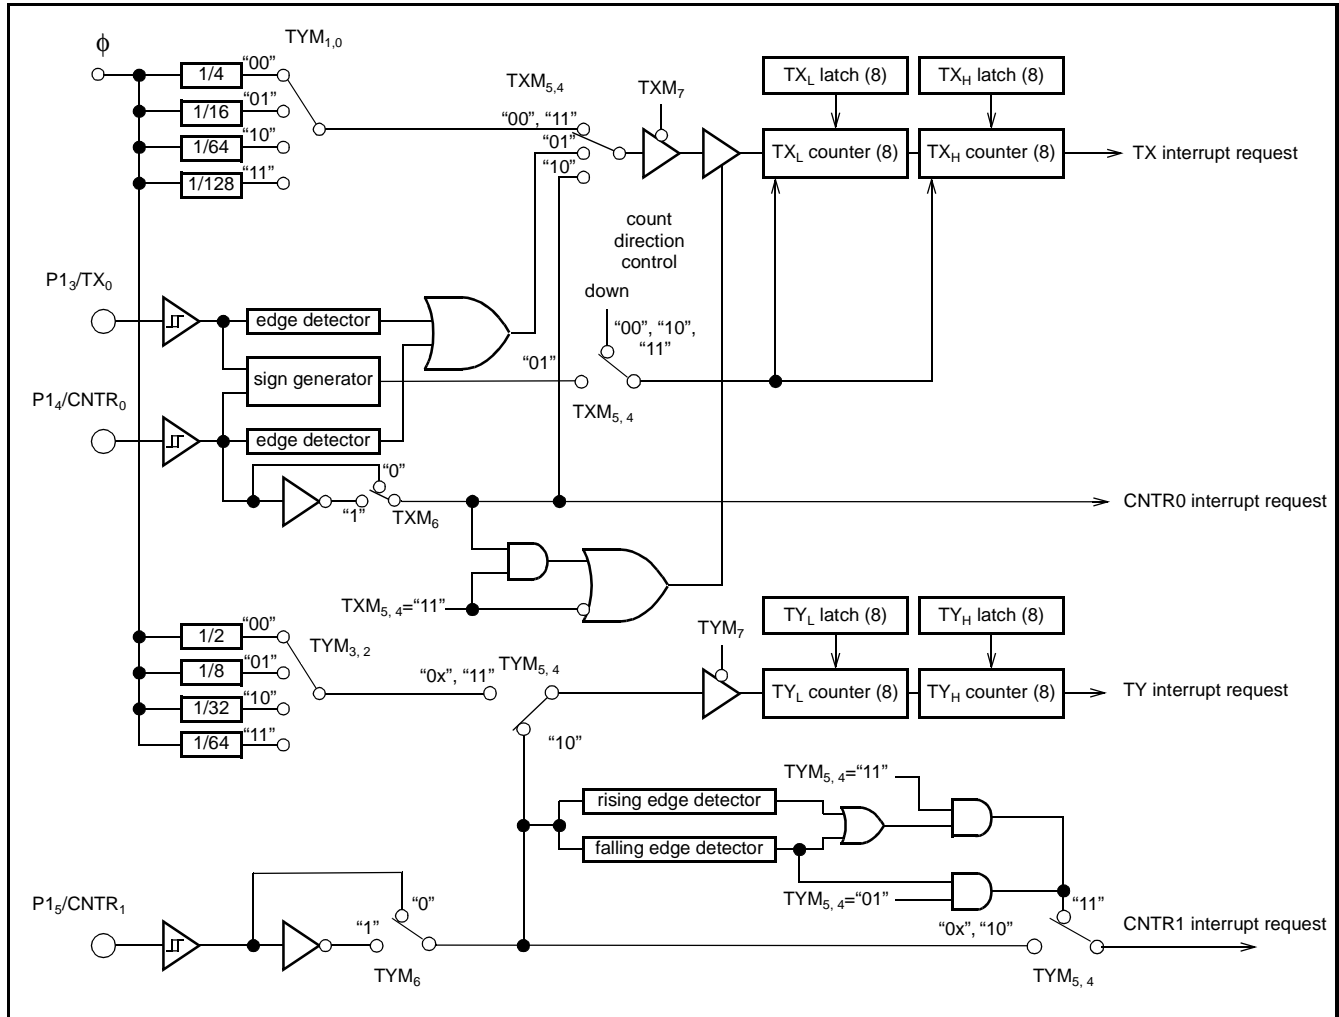 ϕ
TYM1,0
1/4
“00”
1/16
“01”
1/64
“10”
1/128
“11”
TXM5,4
“00”, “11”
“01”
“10”
TXM7
TXL latch (8)
TXH latch (8)
TXL counter (8)
TXH counter (8)
TX interrupt request
count
direction
control
down
“00”, “10”,
“11”
“01”
TXM5, 4
P13/TX0
edge detector
sign generator
P14/CNTR0
edge detector
“0”
“1”
TXM6
CNTR0 interrupt request
TXM5, 4=“11”
1/2
“00”
1/8
“01”
1/32
“10”
1/64
“11”
TYM3, 2
“0x”, “11”
TYM5, 4
“10”
TYM7
TYL latch (8)
TYH latch (8)
TYL counter (8)
TYH counter (8)
TY interrupt request
TYM5, 4=“11”
rising edge detector
falling edge detector
TYM5, 4=“01”
P15/CNTR1
“0”
“1”
TYM6
“0x”, “10”
“11”
TYM5, 4
CNTR1 interrupt request